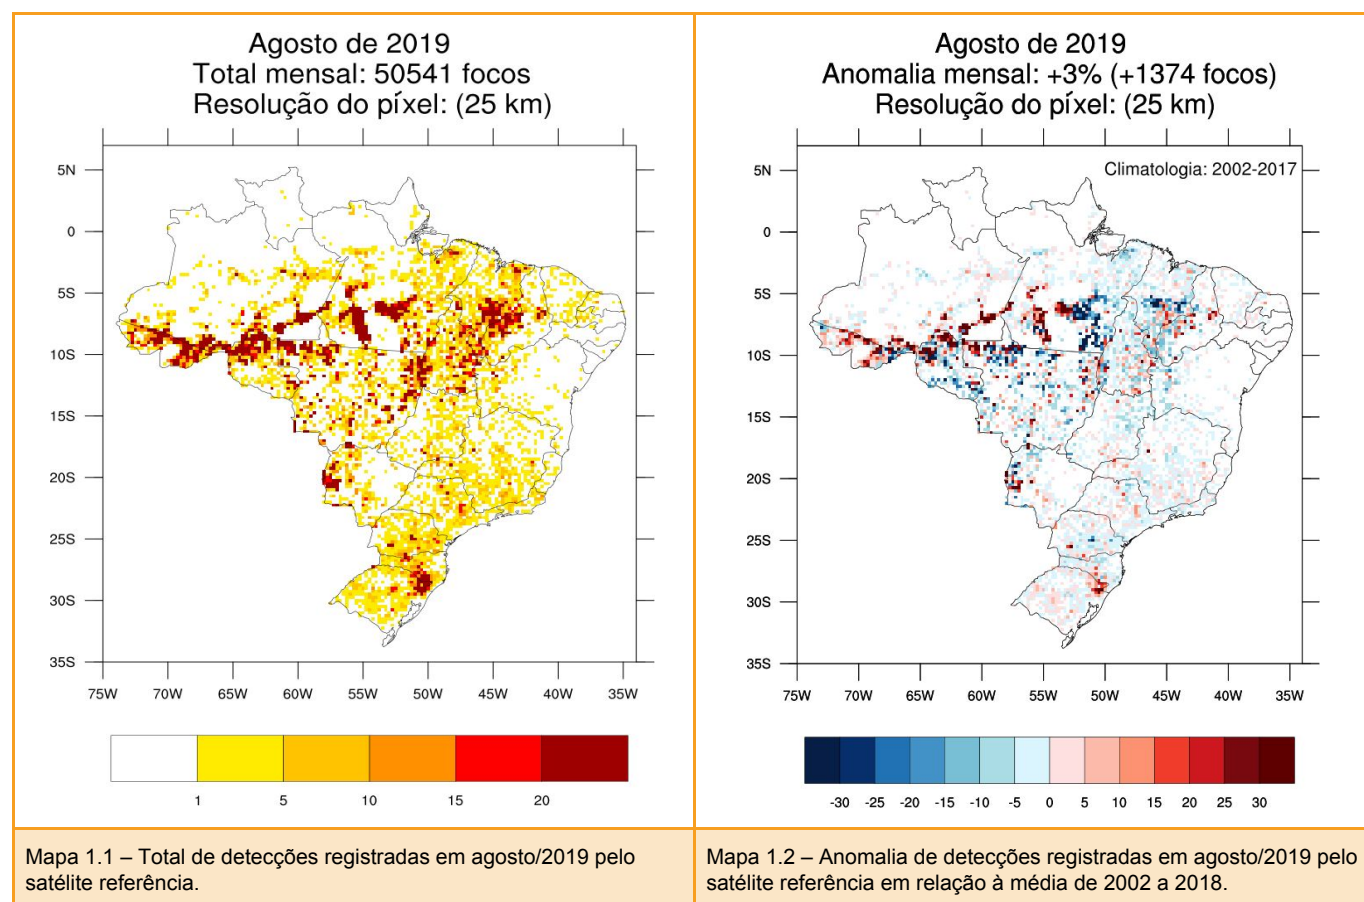 Agosto de 2019
Total mensal: 50541 focos
Resolução do píxel: (25 km)
5N
0
5S
10S
15S
20S
25S
30S
35S
75W 70W 65W 60W 55W 50W 45W 40W 35W
1 5 10 15 20
Mapa 1.1 – Total de detecções registradas em agosto/2019 pelo
satélite referência.
Agosto de 2019
Anomalia mensal: +3% (+1374 focos)
Resolução do píxel: (25 km)
Climatologia: 2002-2017
5N
0
5S
10S
15S
20S
25S
30S
35S
75W 70W 65W 60W 55W 50W 45W 40W 35W
-30 -25 -20 -15 -10 -5 0 5 10 15 20 25 30
Mapa 1.2 – Anomalia de detecções registradas em agosto/2019 pelo
satélite referência em relação à média de 2002 a 2018.